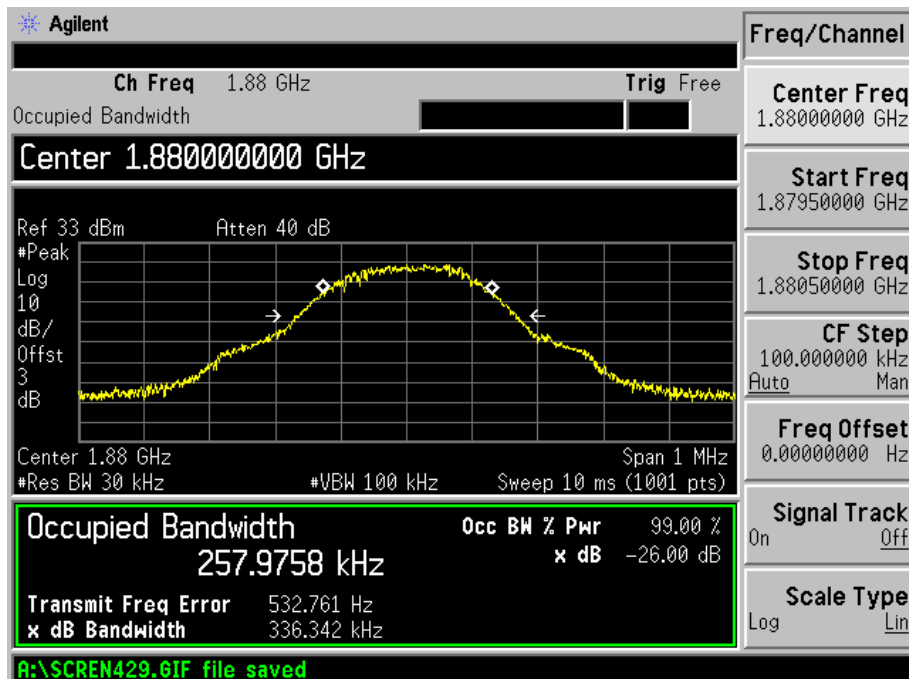 Agilent
Freq/Channel
Ch Freq 1.88 GHz Trig Free
Occupied Bandwidth
Center 1.880000000 GHz
Ref 33 dBm Atten 40 dB
#Peak
Log
10
dB/
Offst
3
dB
Center 1.88 GHz Span 1 MHz
#Res BW 30 kHz #VBW 100 kHz Sweep 10 ms (1001 pts)
Occupied Bandwidth
257.9758 kHz
Occ BW % Pwr 99.00 %
x dB -26.00 dB
Transmit Freq Error 532.761 Hz
x dB Bandwidth 336.342 kHz
A:\SCREN429.GIF file saved
Center Freq
1.88000000 GHz
Start Freq
1.87950000 GHz
Stop Freq
1.88050000 GHz
CF Step
100.000000 kHz
Auto Man
Freq Offset
0.00000000 Hz
Signal Track
On Off
Scale Type
Log Lin